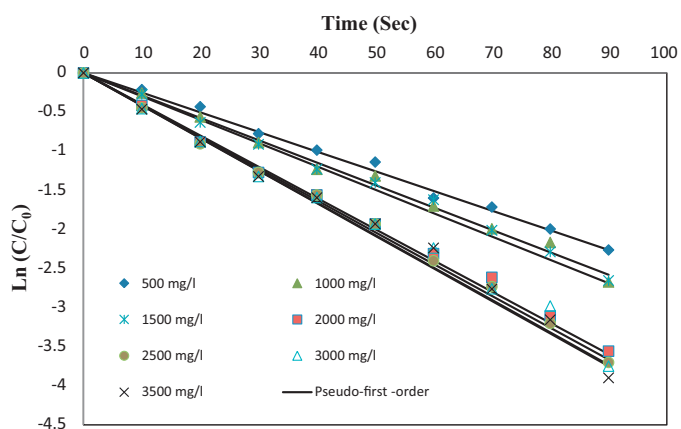 Time (Sec)
0 10 20 30 40 50 60 70 80 90 100
0
-0.5
-1
-1.5
-2
-2.5
-3
-3.5
-4
-4.5
Ln (C/C0)
500 mg/l 1000 mg/l
1500 mg/l 2000 mg/l
2500 mg/l 3000 mg/l
3500 mg/l Pseudo-first -order